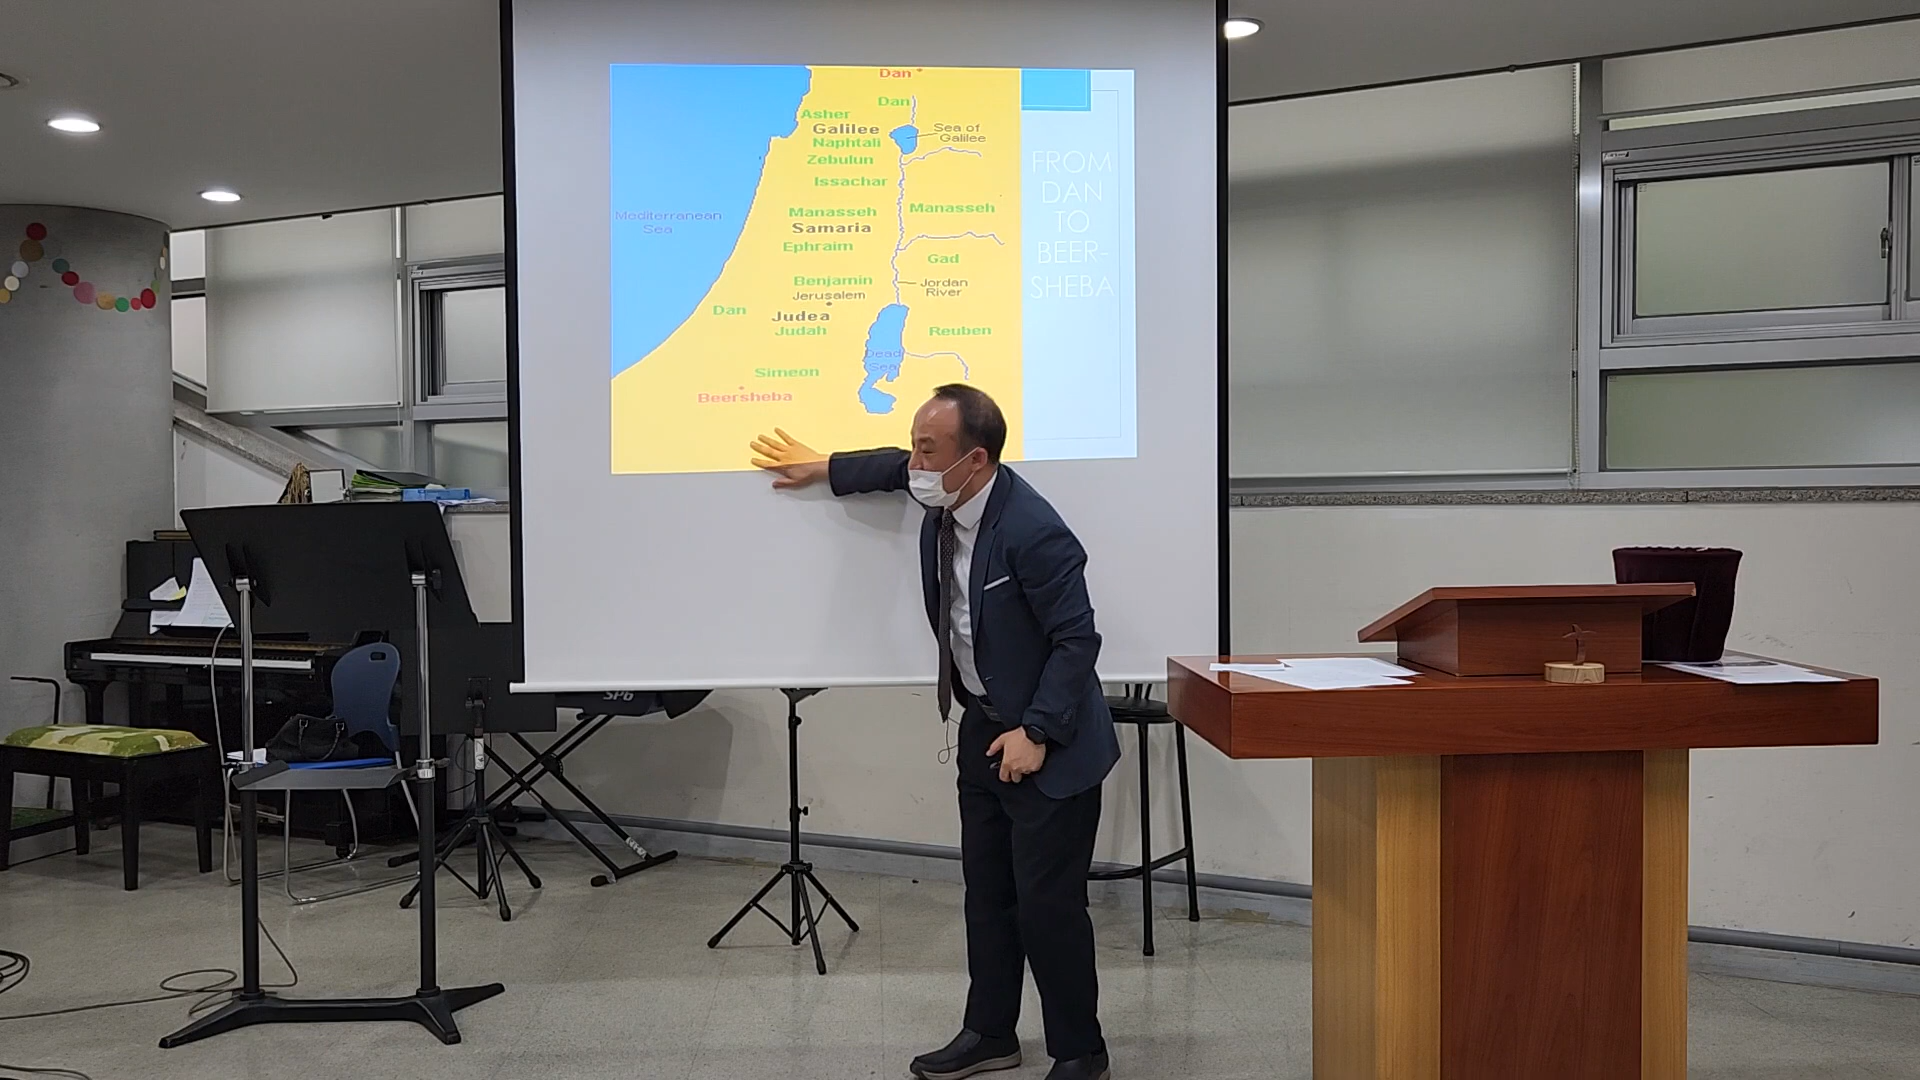 Dan
Dan
Asher
Galilee
Sea of
Galilee
Naphtali
Zebulun
Issachar
Manasseh
Manasseh
Mediterranean
Sea
Samaria
Ephraim
Gad
Benjamin
Jordan
River
Jerusalem
Dan
Judea
Judah
Reuben
Dead
Sea
Simeon
Beersheba
FROM
DAN
TO
BEER-
SHEBA
SP6